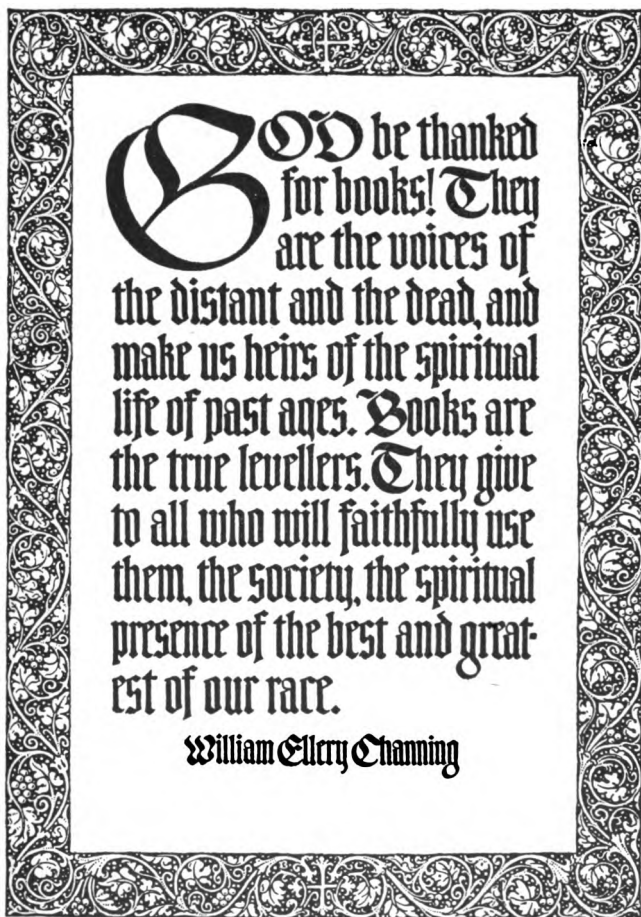 GOD be thanked
for books! They
are the voices of
the distant and the dead, and
make us heirs of the spiritual
life of past ages. Books are
the true levellers. They give
to all who will faithfully use
them, the society, the spiritual
presence of the best and great-
est of our race.
William Ellery Channing